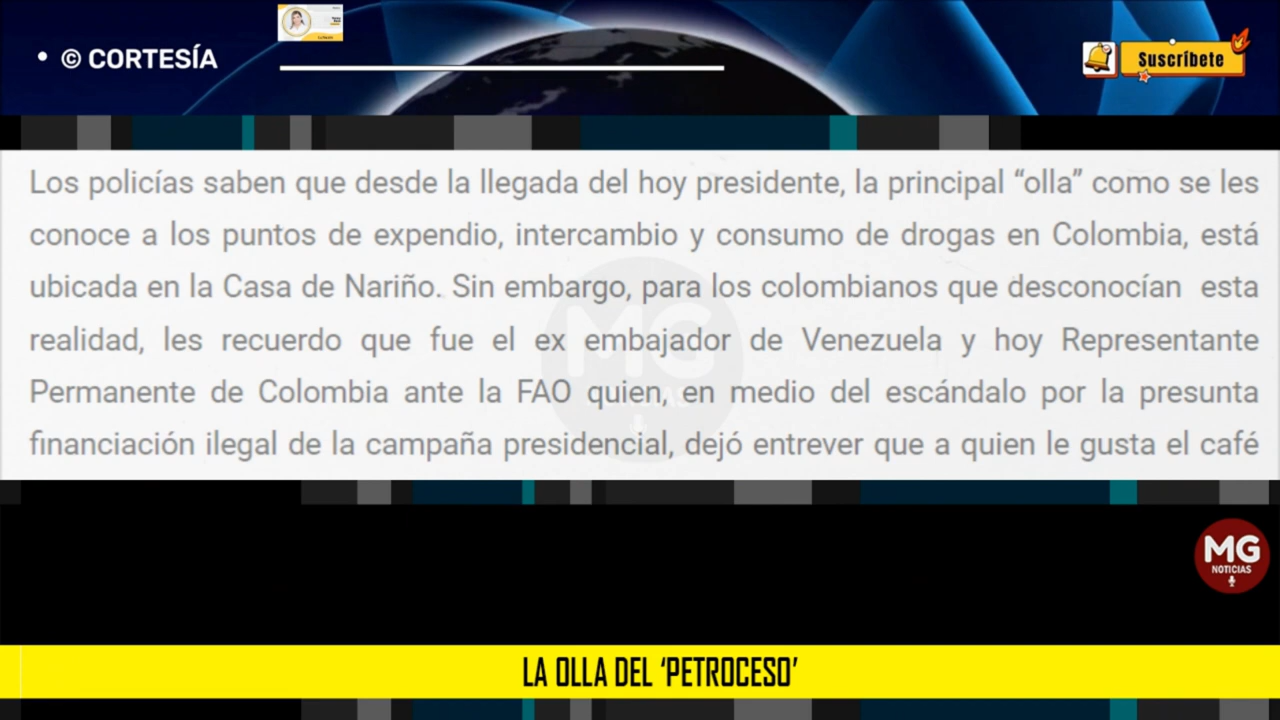 • © CORTESÍA
Suscríbete
Los policías saben que desde la llegada del hoy presidente, la principal “olla” como se les
conoce a los puntos de expendio, intercambio y consumo de drogas en Colombia, está
ubicada en la Casa de Nariño. Sin embargo, para los colombianos que desconocían esta
realidad, les recuerdo que fue el ex embajador de Venezuela y hoy Representante
Permanente de Colombia ante la FAO quien, en medio del escándalo por la presunta
financiación ilegal de la campaña presidencial, dejó entrever que a quien le gusta el café
MG
NOTICIAS
LA OLLA DEL ‘PETROCESO’